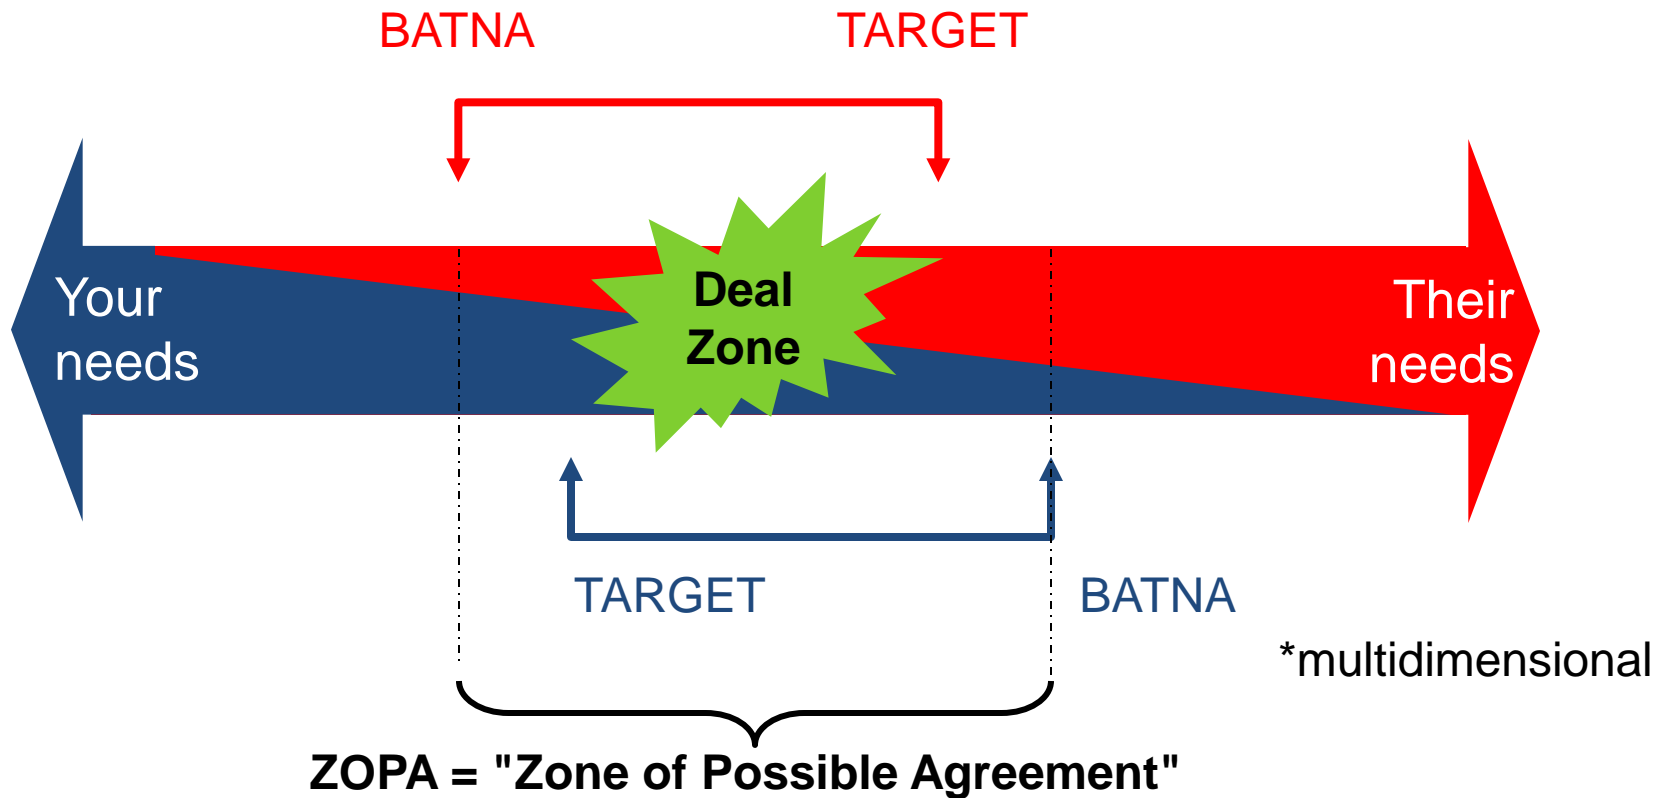 BATNA
TARGET
Your
needs
Deal
Zone
Their
needs
TARGET
BATNA
*multidimensional
ZOPA = "Zone of Possible Agreement"